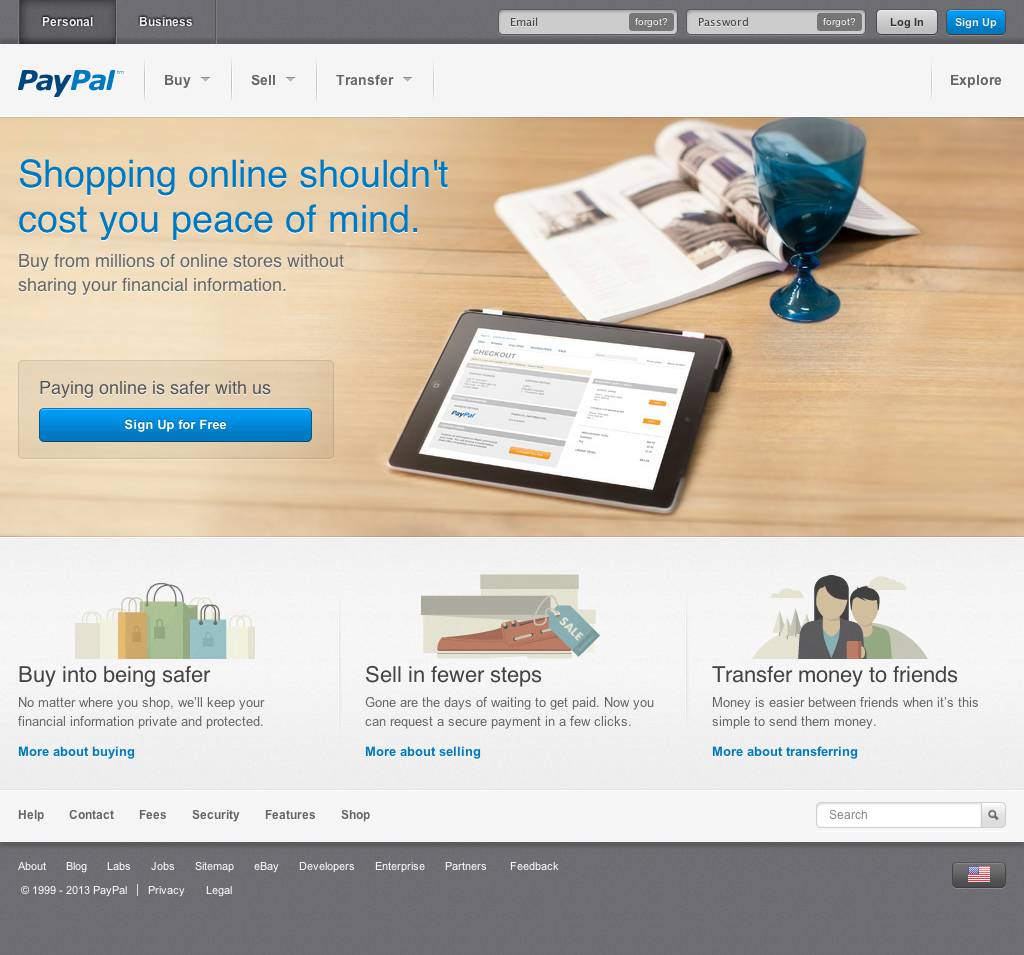 Personal
Business
Email
forgot?
Password
forgot?
Log In
Sign Up
PayPal™
Buy
Sell
Transfer
Explore
Shopping online shouldn't
cost you peace of mind.
Buy from millions of online stores without
sharing your financial information.
Paying online is safer with us
Sign Up for Free
CHECKOUT
PayPal
SALE
Buy into being safer
No matter where you shop, we’ll keep your
financial information private and protected.
More about buying
Sell in fewer steps
Gone are the days of waiting to get paid. Now you
can request a secure payment in a few clicks.
More about selling
Transfer money to friends
Money is easier between friends when it’s this
simple to send them money.
More about transferring
Help
Contact
Fees
Security
Features
Shop
Search
About
Blog
Labs
Jobs
Sitemap
eBay
Developers
Enterprise
Partners
Feedback
© 1999 - 2013 PayPal
Privacy
Legal